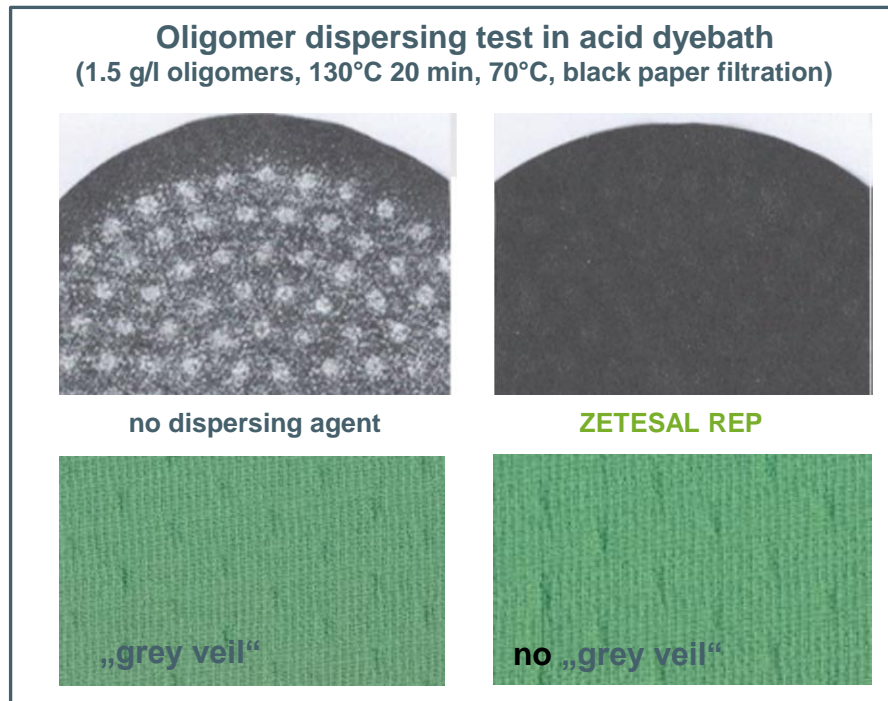 Oligomer dispersing test in acid dyebath
(1.5 g/l oligomers, 130°C 20 min, 70°C, black paper filtration)
no dispersing agent
ZETESAL REP
„grey veil“
no „grey veil“